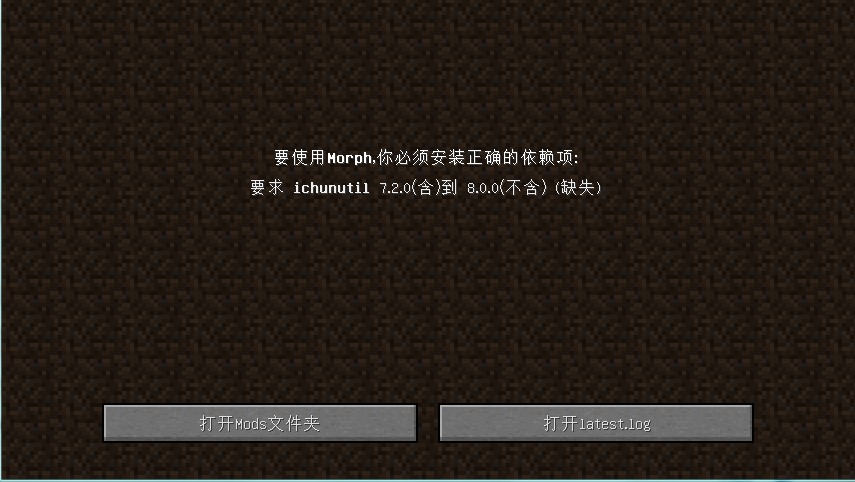 要使用Morph,你必须安装正确的依赖项:
要求 ichunutil 7.2.0(含)到 8.0.0(不含) (缺失)
打开Mods文件夹
打开latest.log